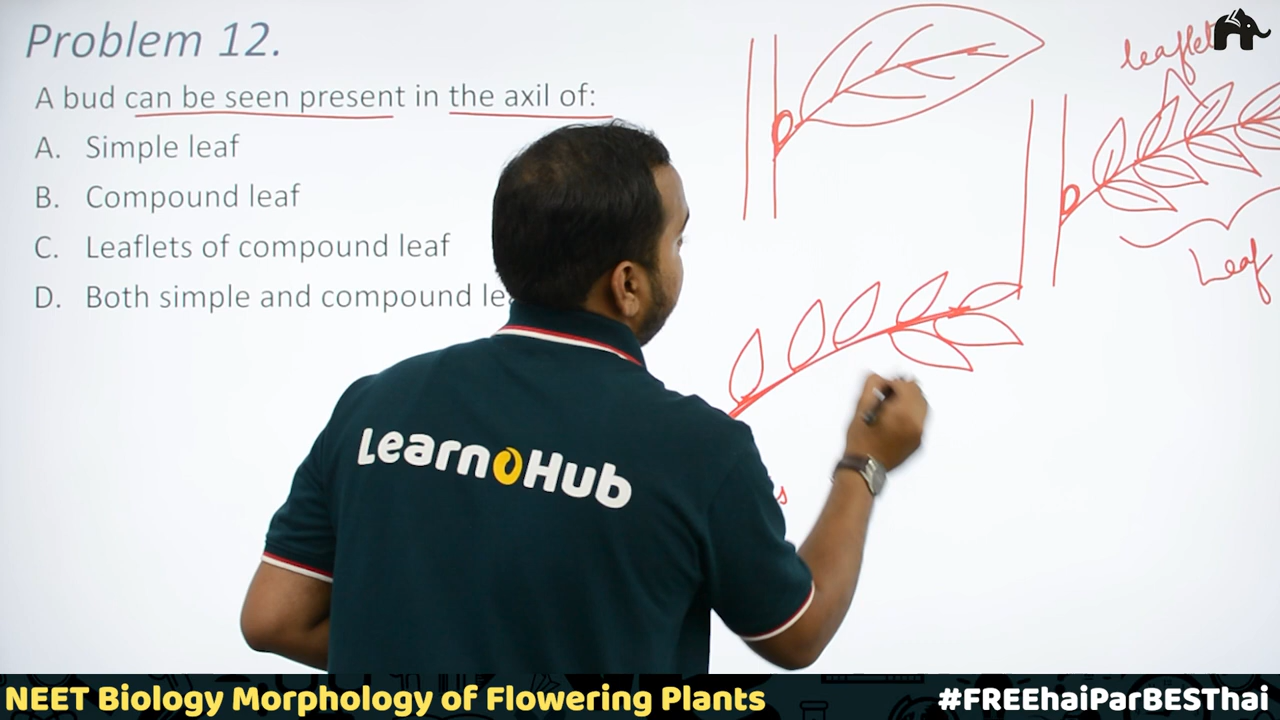 Problem 12.
A bud can be seen present in the axil of:
A. Simple leaf
B. Compound leaf
C. Leaflets of compound leaf
D. Both simple and compound
leaflet
Leaf
s
LearnoHub
NEET Biology Morphology of Flowering Plants
#FREEhaiParBESThai